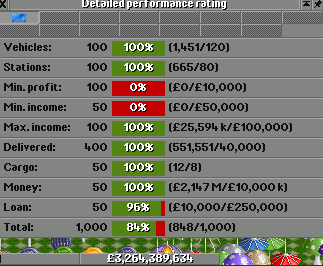 Detailed performance rating
Vehicles: 100 100% (1,451/120)
Stations: 100 100% (665/80)
Min. profit: 100 0% (£0/£10,000)
Min. income: 50 0% (£0/£50,000)
Max. income: 100 100% (£25,594 k/£100,000)
Delivered: 400 100% (551,551/40,000)
Cargo: 50 100% (12/8)
Money: 50 100% (£2,147 M/£10,000 k)
Loan: 50 96% (£10,000/£250,000)
Total: 1,000 84% (848/1,000)
£3,264,389,634